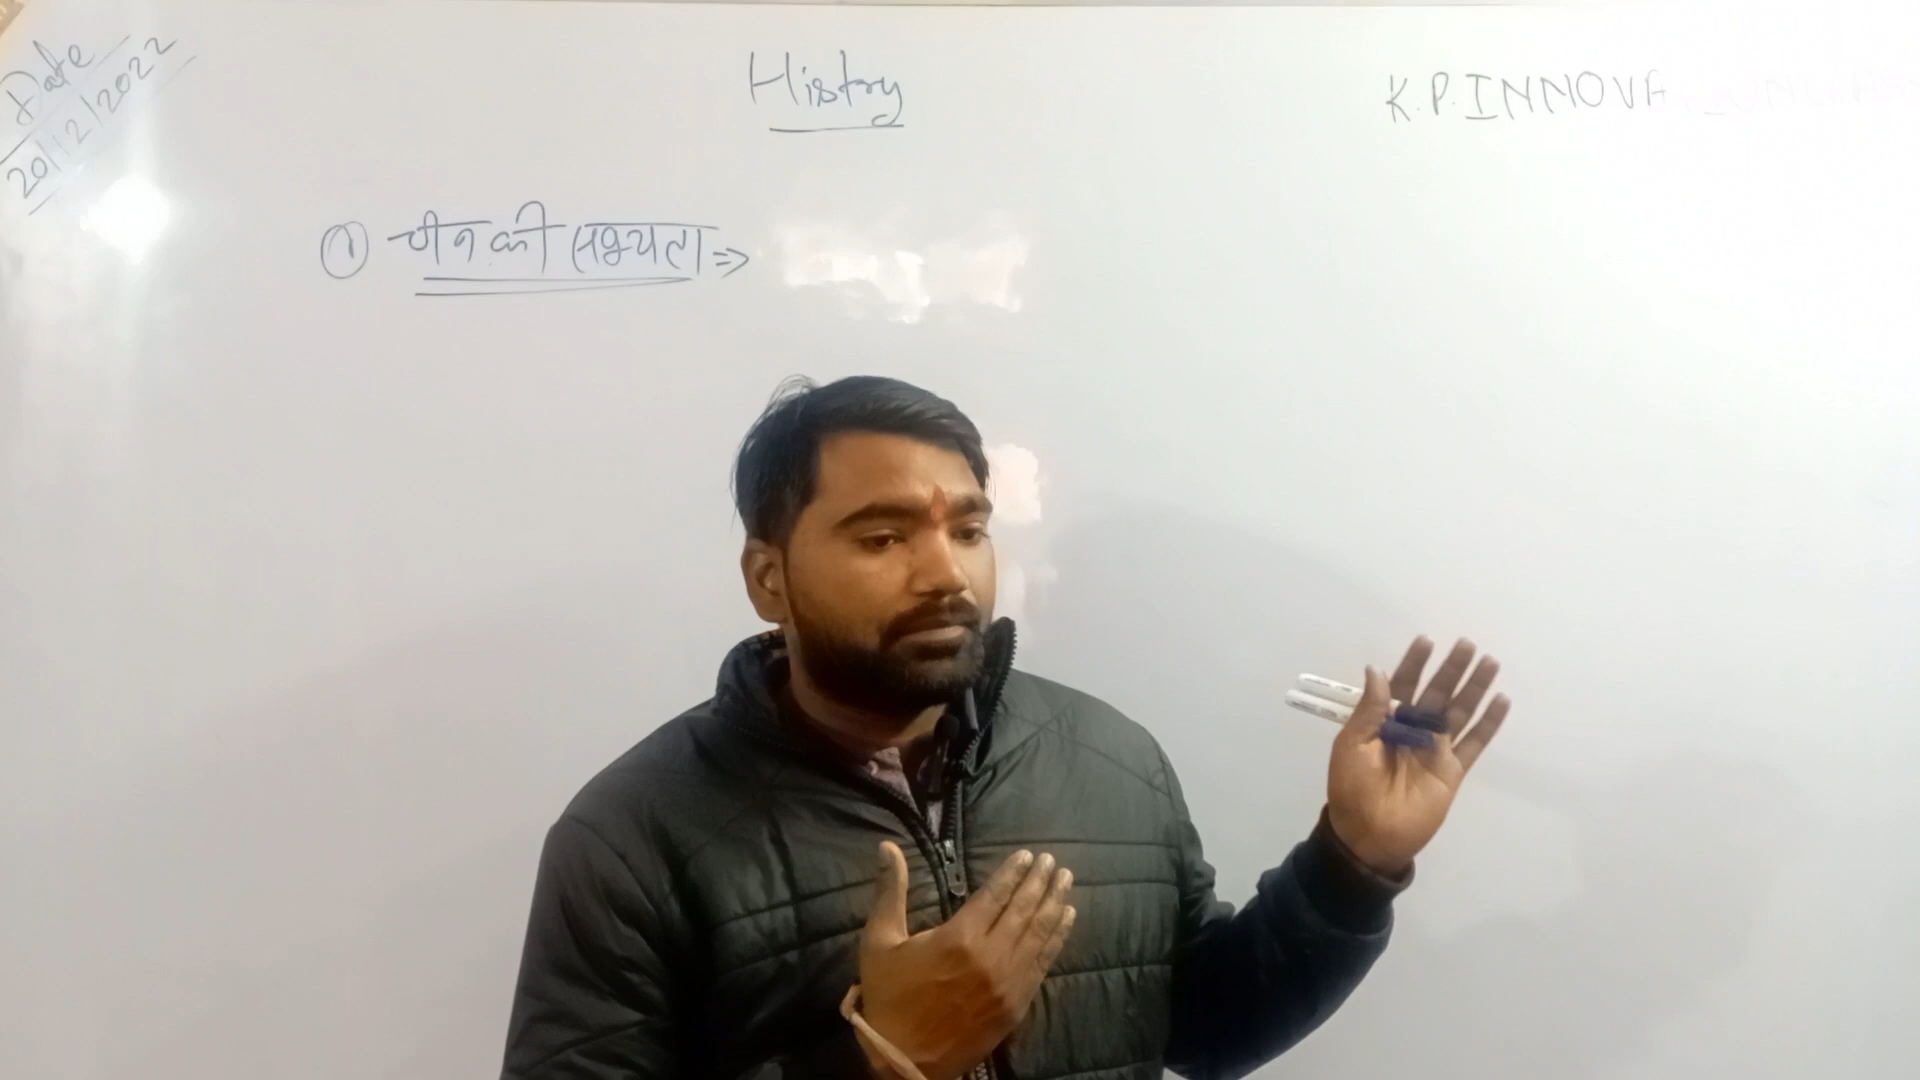 Date
20/12/2022
History
K.P. INNOVA
① चीन की सभ्यता ⇒